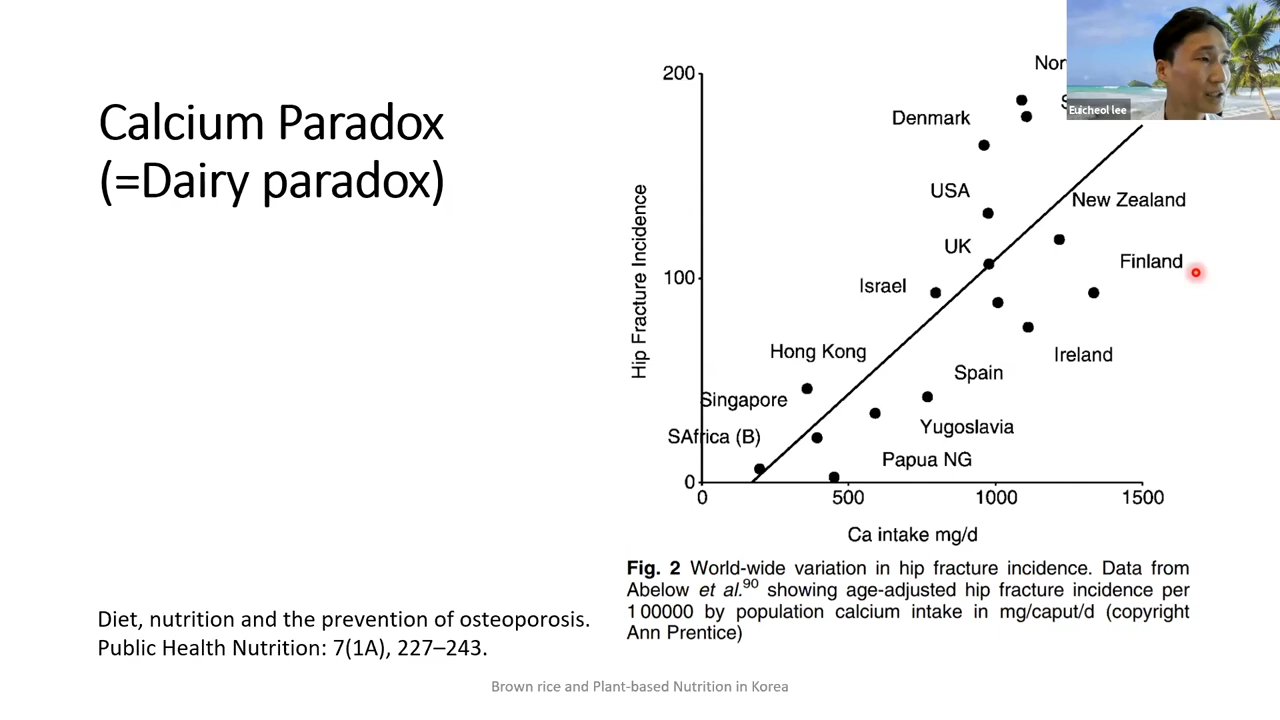 Calcium Paradox
(=Dairy paradox)
Euicheol lee
200
Nor
Denmark
USA
New Zealand
UK
Finland
100
Israel
Hip Fracture Incidence
Hong Kong
Ireland
Spain
Singapore
Yugoslavia
SAfrica (B)
Papua NG
0
0 500 1000 1500
Ca intake mg/d
Fig. 2 World-wide variation in hip fracture incidence. Data from
Abelow et al.90 showing age-adjusted hip fracture incidence per
1 00000 by population calcium intake in mg/caput/d (copyright
Ann Prentice)
Diet, nutrition and the prevention of osteoporosis.
Public Health Nutrition: 7(1A), 227–243.
Brown rice and Plant-based Nutrition in Korea